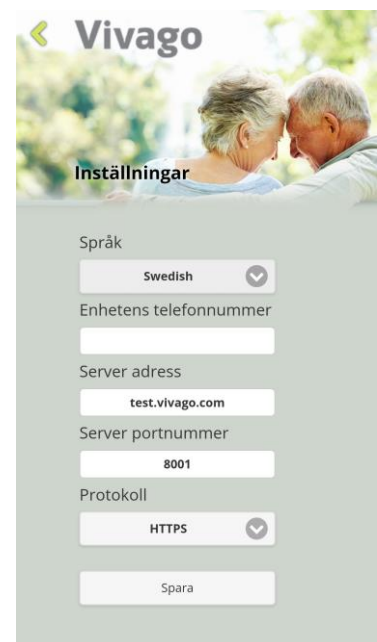 Vivago
Inställningar
Språk
Swedish
Enhetens telefonnummer
Server adress
test.vivago.com
Server portnummer
8001
Protokoll
HTTPS
Spara